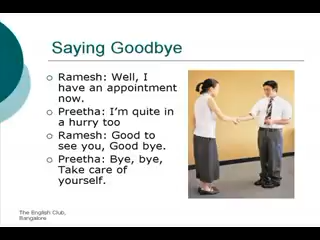 Saying Goodbye
Ramesh: Well, I
have an appointment
now.
Preetha: I'm quite in
a hurry too
Ramesh: Good to
see you, Good bye.
Preetha: Bye, bye,
Take care of
yourself.
The English Club,
Bangalore